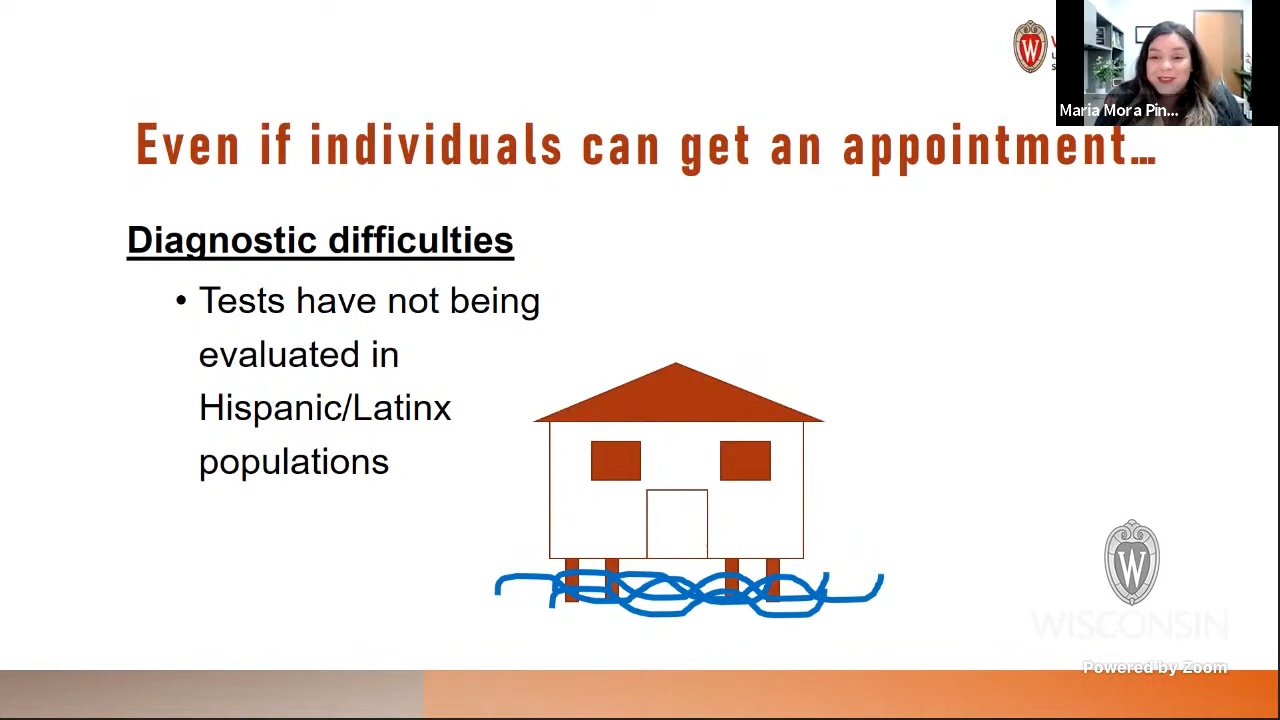 W
Maria Mora Pin...
Even if individuals can get an appointment…
Diagnostic difficulties
• Tests have not being
evaluated in
Hispanic/Latinx
populations
W
WISCONSIN
Powered by Zoom